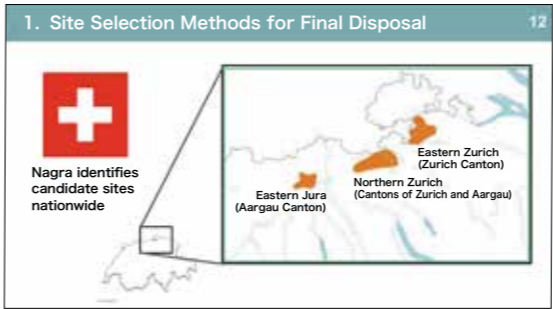 1. Site Selection Methods for Final Disposal
12
Nagra identifies
candidate sites
nationwide
Eastern Zurich
(Zurich Canton)
Northern Zurich
(Cantons of Zurich and Aargau)
Eastern Jura
(Aargau Canton)